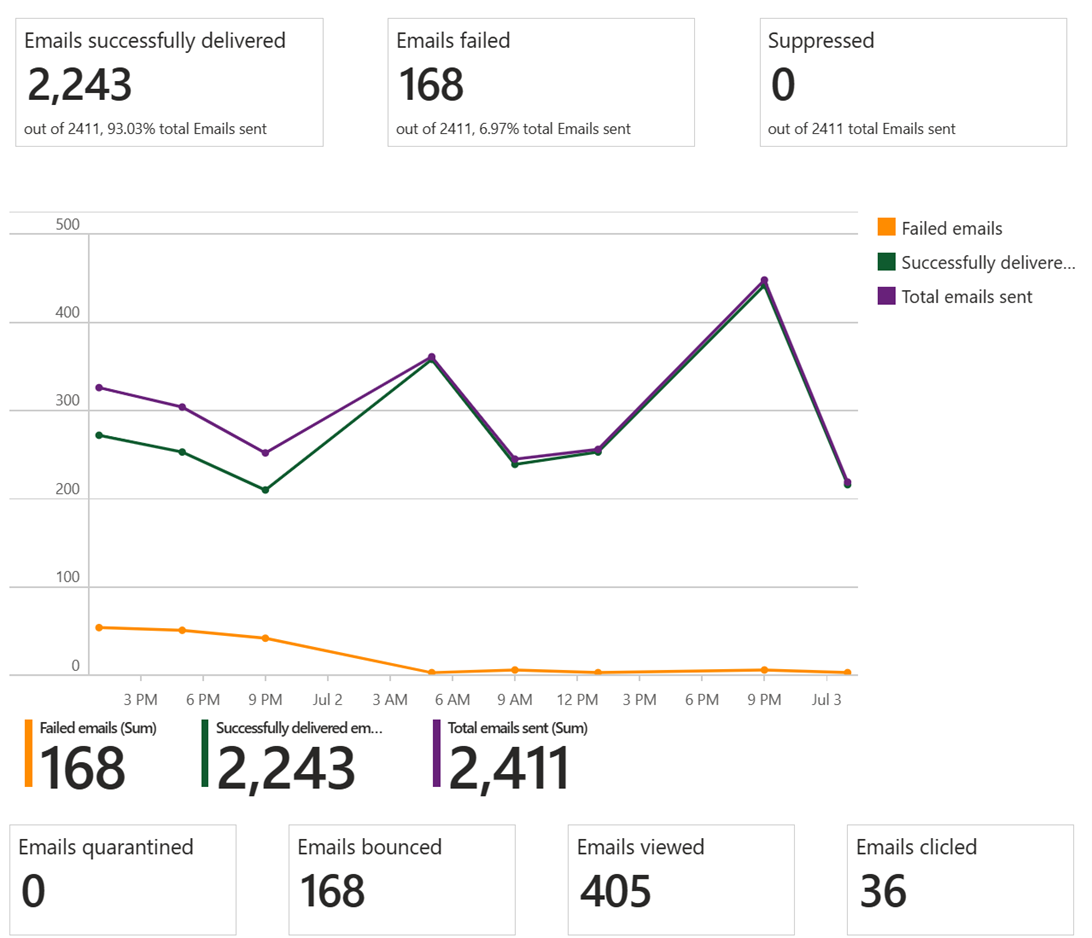 Emails successfully delivered
2,243
out of 2411, 93.03% total Emails sent
Emails failed
168
out of 2411, 6.97% total Emails sent
Suppressed
0
out of 2411 total Emails sent
500
400
300
200
100
0
3 PM 6 PM 9 PM Jul 2 3 AM 6 AM 9 AM 12 PM 3 PM 6 PM 9 PM Jul 3
Failed emails
Successfully delivere...
Total emails sent
Failed emails (Sum)
168
Successfully delivered em...
2,243
Total emails sent (Sum)
2,411
Emails quarantined
0
Emails bounced
168
Emails viewed
405
Emails clicled
36